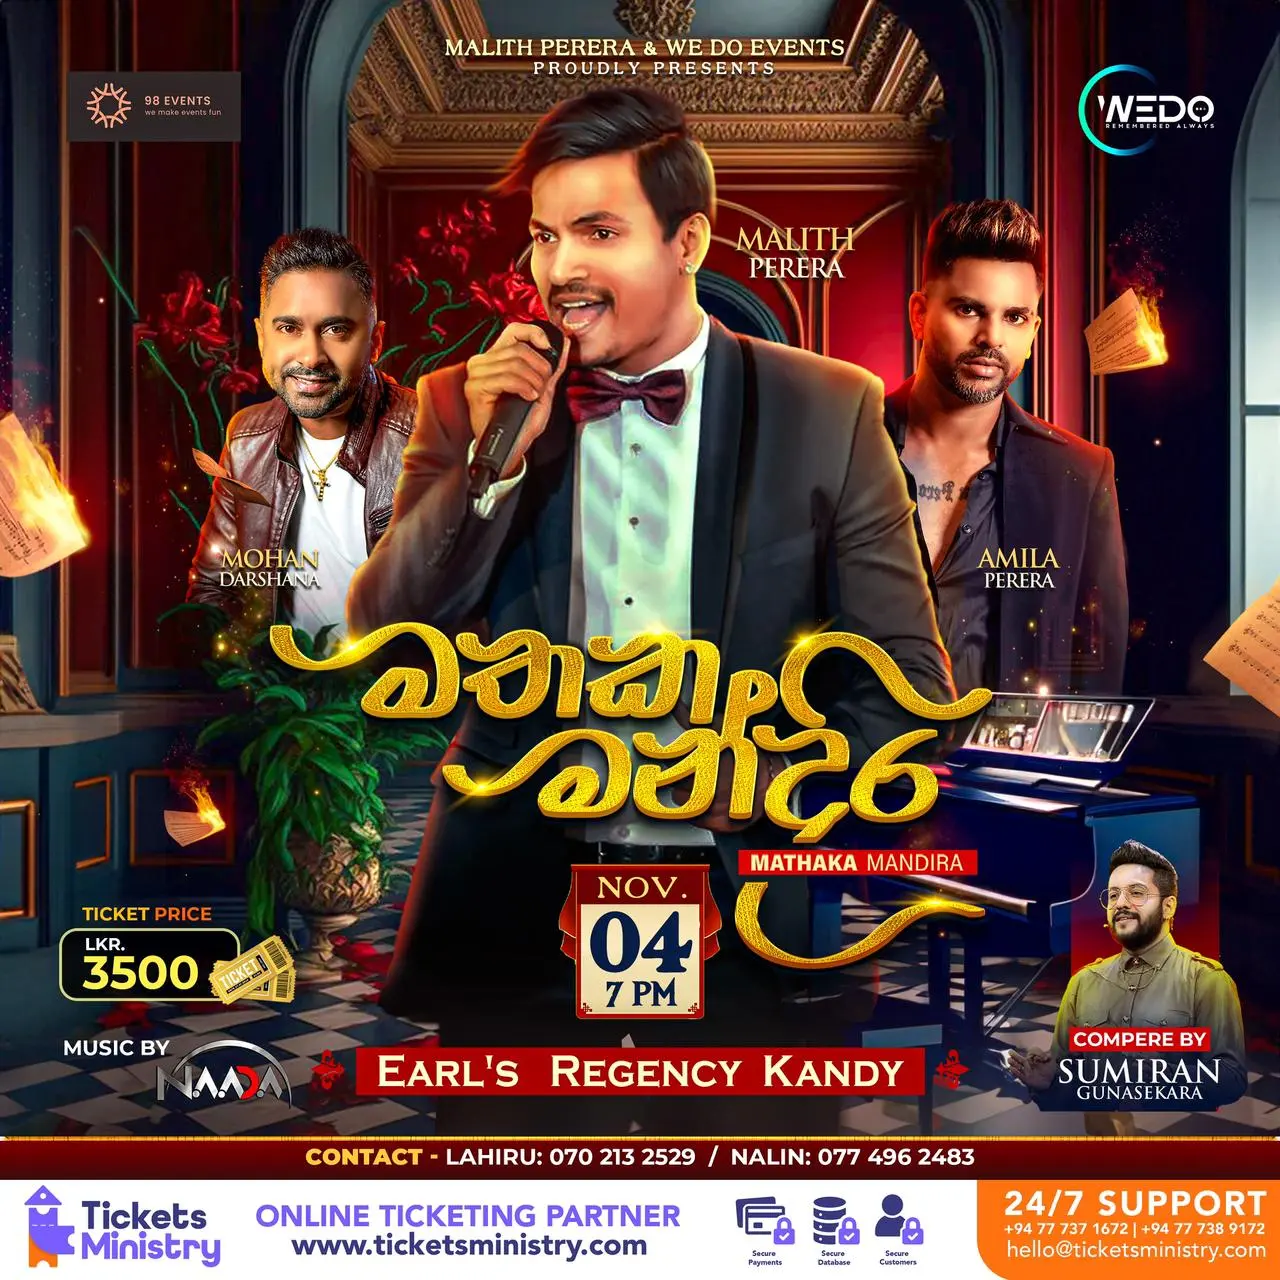 MALITH PERERA & WE DO EVENTS
PROUDLY PRESENTS
98 EVENTS
we make events fun
WEDO
REMEMBERED ALWAYS
MALITH
PERERA
MOHAN
DARSHANA
AMILA
PERERA
මතකක
මන්දිර
MATHAKA MANDIRA
NOV.
04
7 PM
TICKET PRICE
LKR.
3500
TICKET
MUSIC BY
NAADA
EARL'S REGENCY KANDY
COMPERE BY
SUMIRAN
GUNASEKARA
CONTACT - LAHIRU: 070 213 2529 / NALIN: 077 496 2483
Tickets
Ministry
ONLINE TICKETING PARTNER
www.ticketsministry.com
Secure
Payments
Secure
Database
Secure
Customers
24/7 SUPPORT
+94 77 737 1672 | +94 77 738 9172
hello@ticketsministry.com